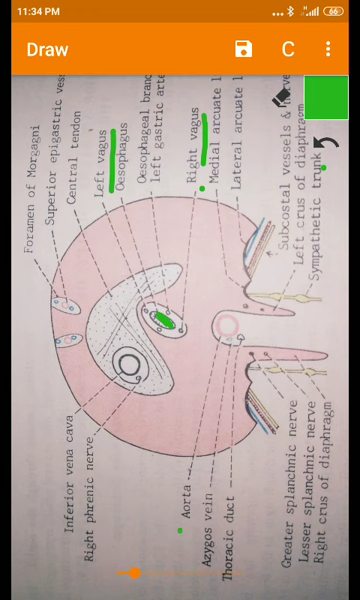 11:34 PM
66
Draw
C
Foramen of Morgagni
Superior epigastric ves
Central tendon
Left vagus
Oesophagus
Oesophageal branc
left gastric arte
Right vagus
Medial arcuate l
Lateral arcuate l
Subcostal vessels & nerve
Left crus of diaphragm
Sympathetic trunk
Inferior vena cava
Right phrenic nerve
Aorta
Azygos vein
Thoracic duct
Greater splanchnic nerve
Lesser splanchnic nerve
Right crus of diaphragm